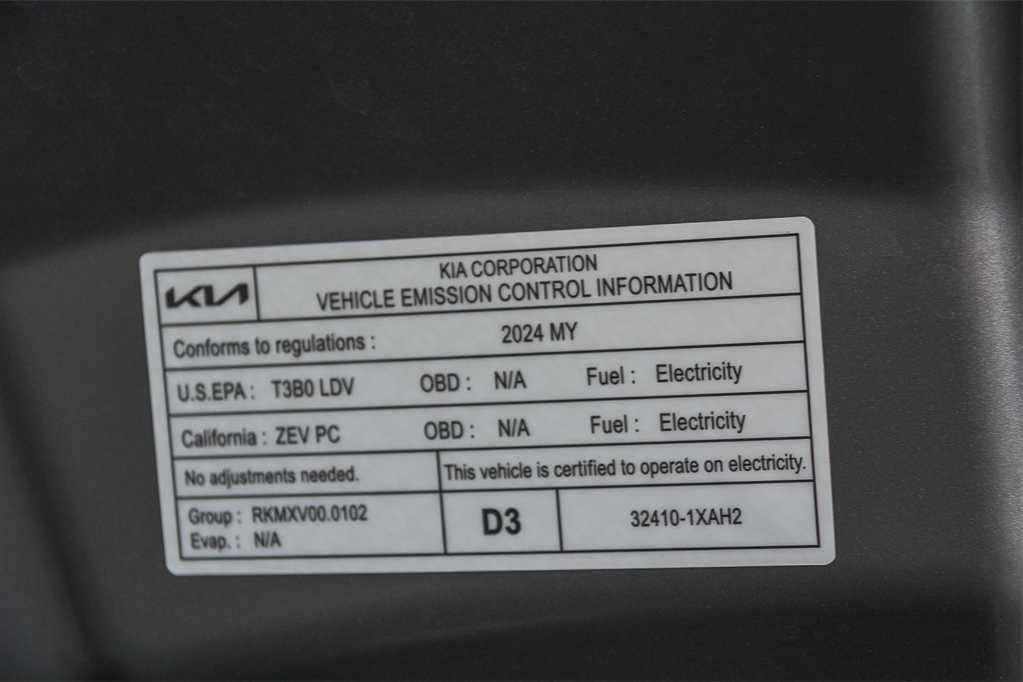 KIA
KIA CORPORATION
VEHICLE EMISSION CONTROL INFORMATION
Conforms to regulations : 2024 MY
U.S.EPA : T3B0 LDV OBD : N/A Fuel : Electricity
California : ZEV PC OBD : N/A Fuel : Electricity
No adjustments needed. This vehicle is certified to operate on electricity.
Group : RKMXV00.0102
Evap. : N/A
D3
32410-1XAH2